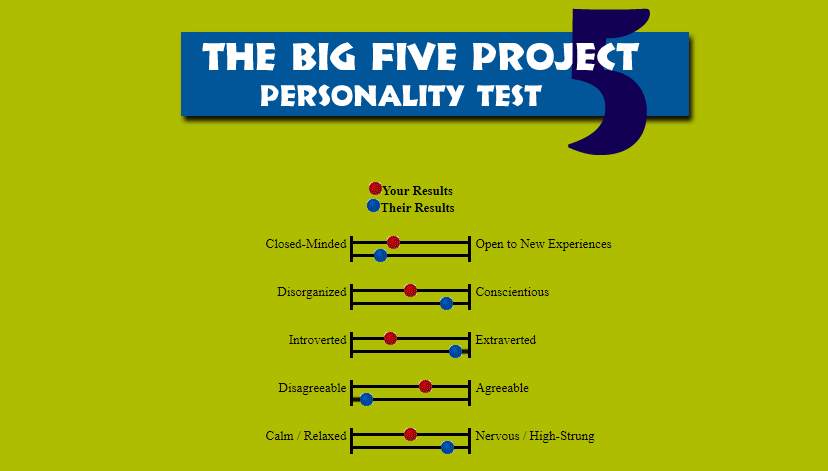 THE BIG FIVE PROJECT
PERSONALITY TEST
5
Your Results
Their Results
Closed-Minded Open to New Experiences
Disorganized Conscientious
Introverted Extraverted
Disagreeable Agreeable
Calm / Relaxed Nervous / High-Strung